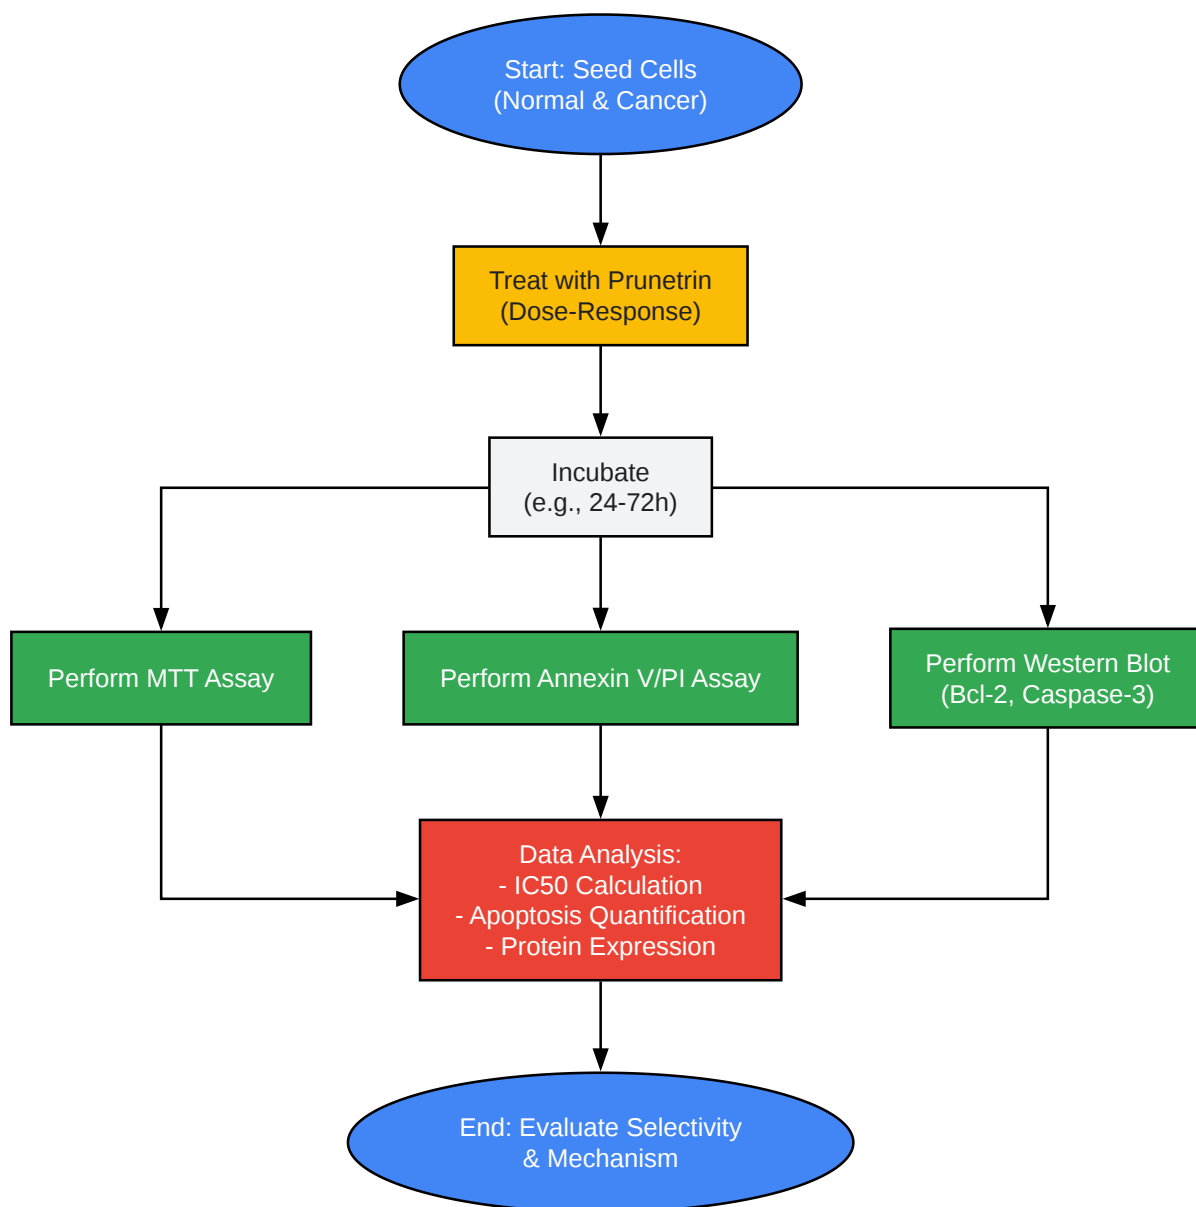 Start: Seed Cells
(Normal & Cancer)
Treat with Prunetrin
(Dose-Response)
Incubate
(e.g., 24-72h)
Perform MTT Assay
Perform Annexin V/PI Assay
Perform Western Blot
(Bcl-2, Caspase-3)
Data Analysis:
- IC50 Calculation
- Apoptosis Quantification
- Protein Expression
End: Evaluate Selectivity
& Mechanism